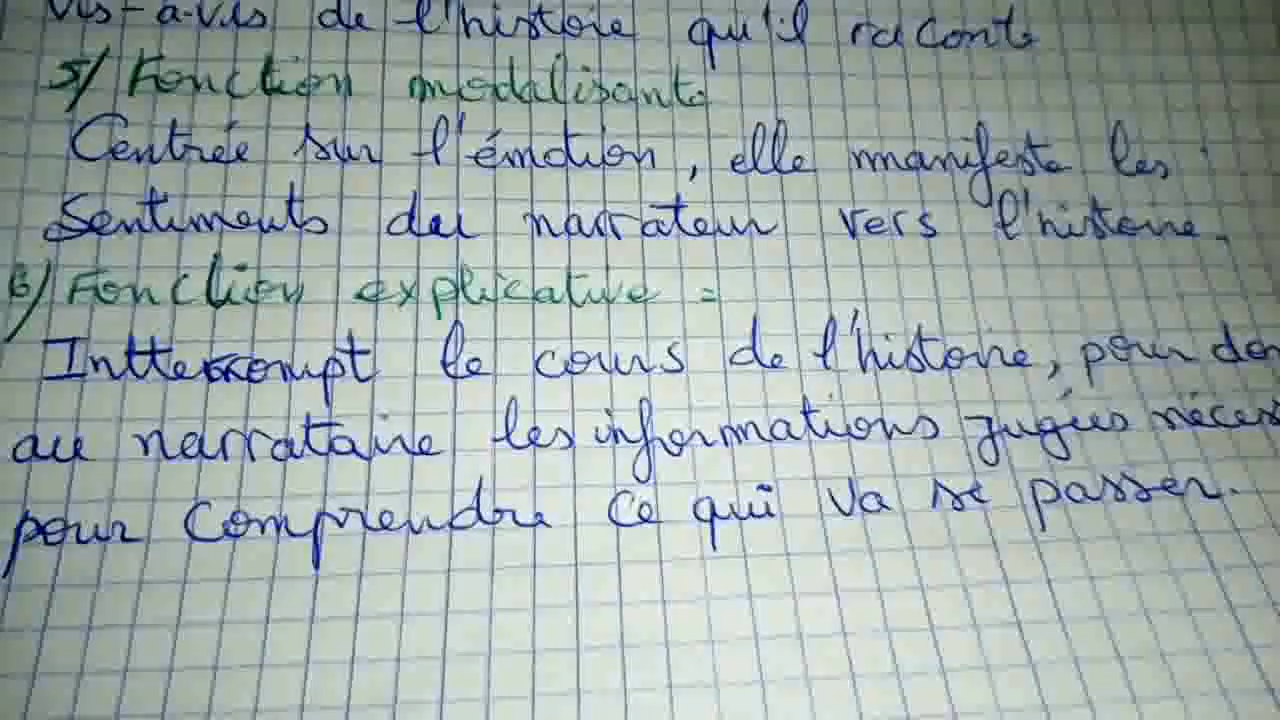 vis-à-vis de l'histoire qu'il raconte
5/ Fonction modalisante
Centrée sur l'émotion, elle manifeste les
Sentiments du narrateur vers l'histoire.
6/ Fonction explicative =
Intterrompt le cours de l'histoire, pour don
au narrataire les informations jugées néces
pour comprendre ce qui va se passer.